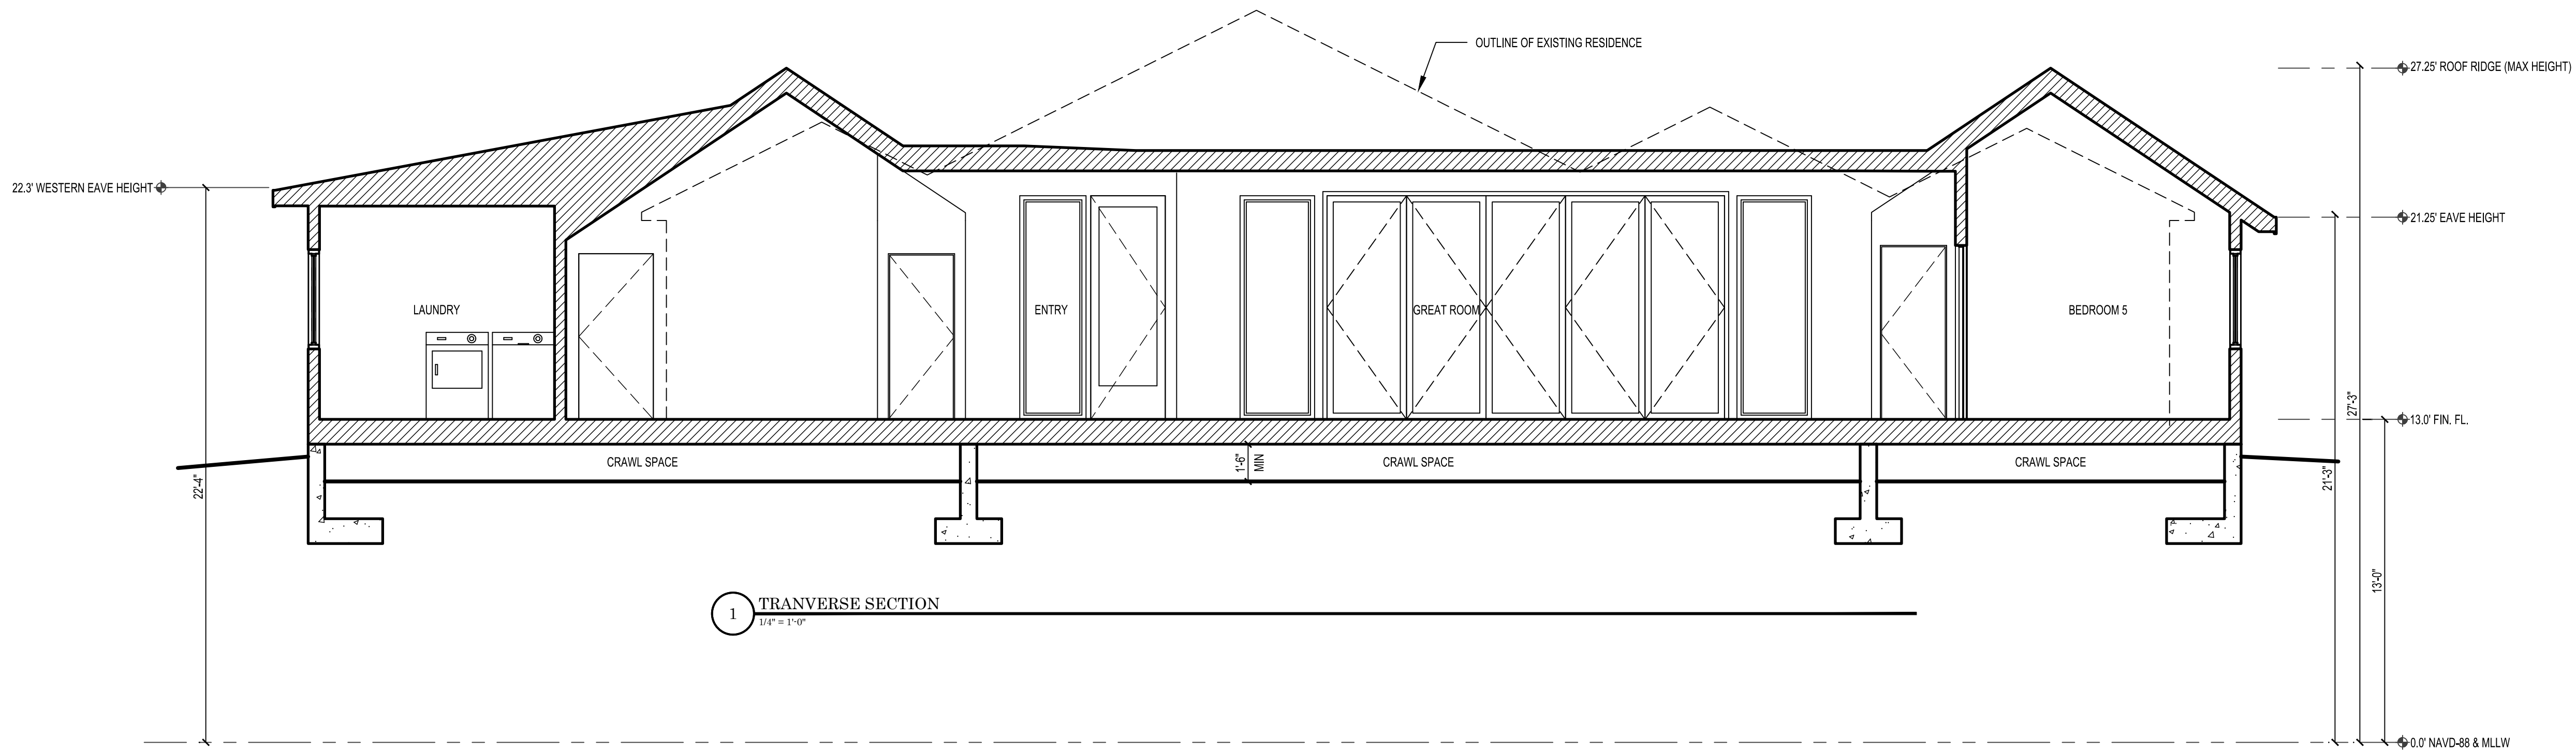 OUTLINE OF EXISTING RESIDENCE
27.25' ROOF RIDGE (MAX HEIGHT)
22.3' WESTERN EAVE HEIGHT
21.25' EAVE HEIGHT
LAUNDRY
ENTRY
GREAT ROOM
BEDROOM 5
27'-3"
13.0' FIN. FL.
CRAWL SPACE
1'-6"
MIN
CRAWL SPACE
CRAWL SPACE
22'-4"
21'-3"
13'-0"
1
TRANVERSE SECTION
1/4" = 1'-0"
0.0' NAVD-88 & MLLW